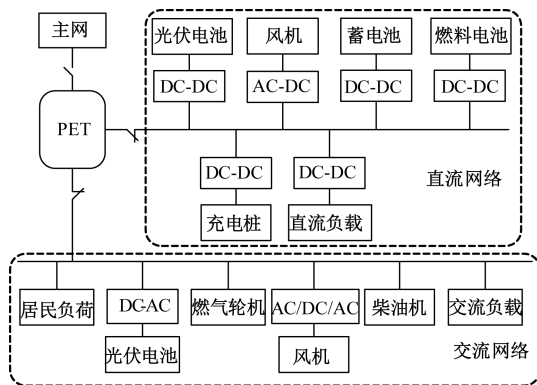 主网
光伏电池
风机
蓄电池
燃料电池
DC-DC
AC-DC
DC-DC
DC-DC
PET
DC-DC
DC-DC
直流网络
充电桩
直流负载
居民负荷
DC-AC
燃气轮机
AC/DC/AC
柴油机
交流负载
光伏电池
风机
交流网络